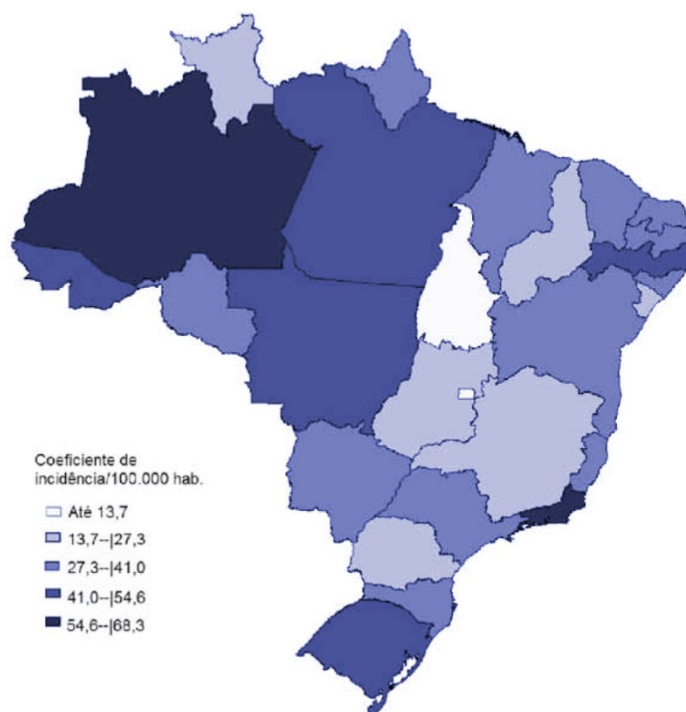 Coeficiente de
incidência/100.000 hab.
Até 13,7
13,7--|27,3
27,3--|41,0
41,0--|54,6
54,6--|68,3